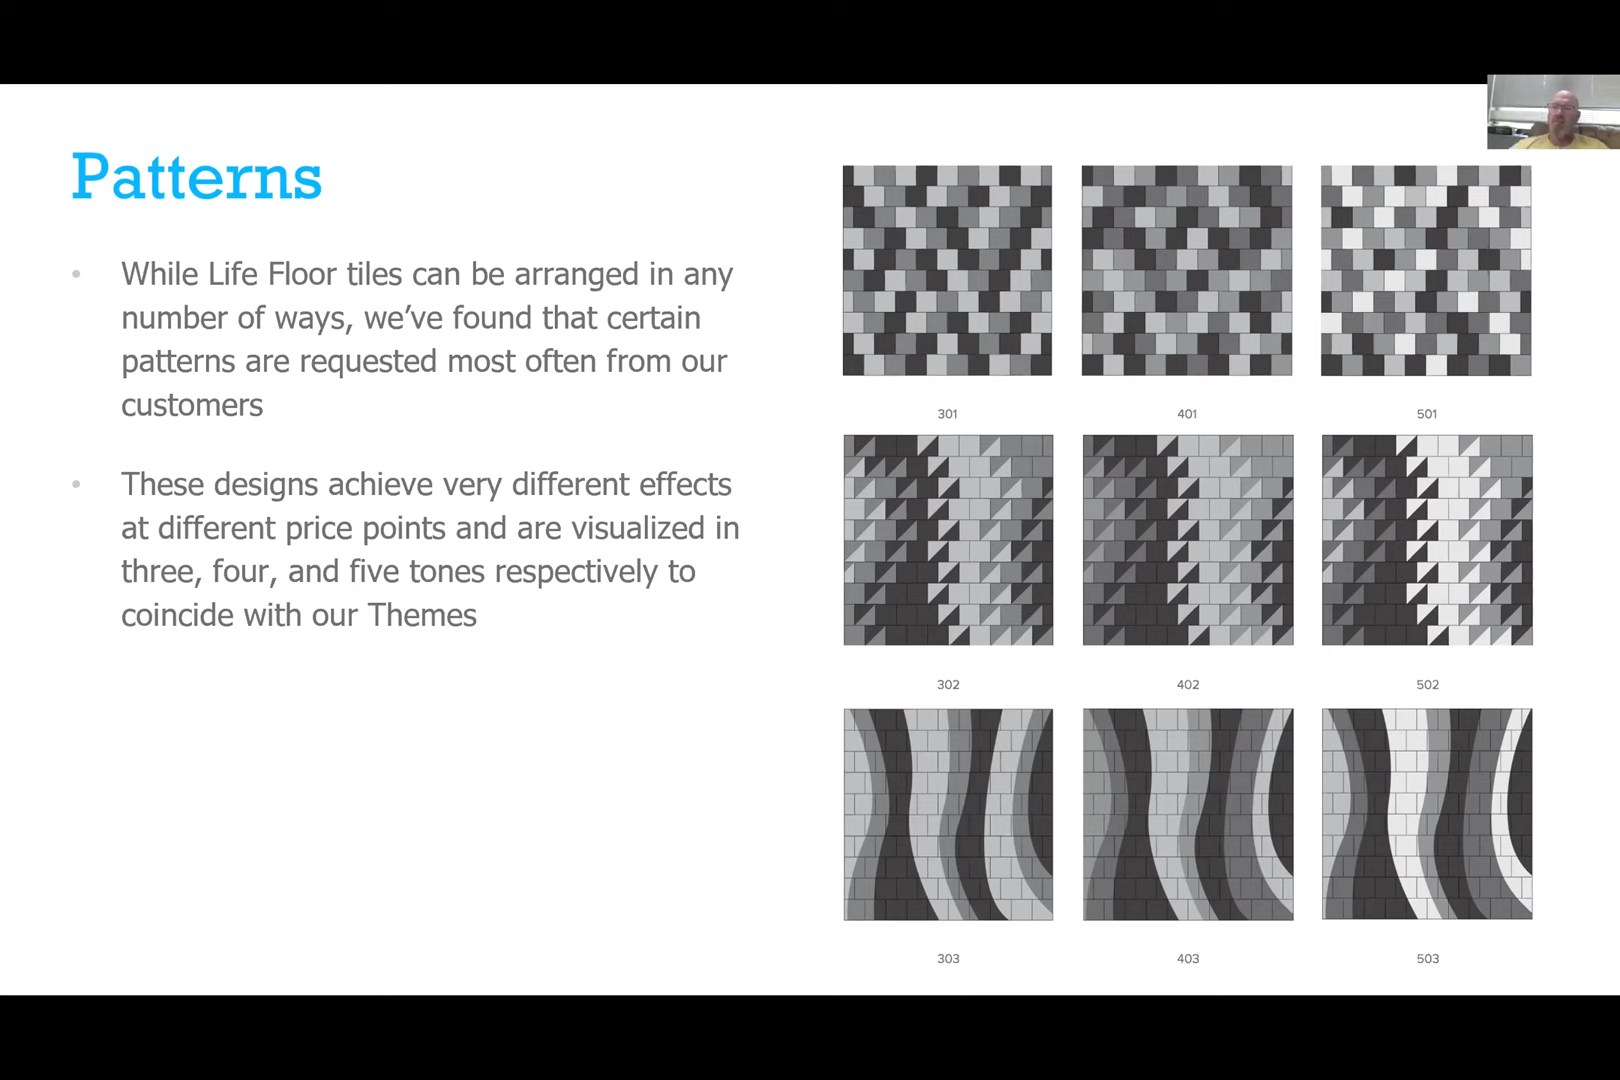 Patterns
• While Life Floor tiles can be arranged in any
number of ways, we’ve found that certain
patterns are requested most often from our
customers
• These designs achieve very different effects
at different price points and are visualized in
three, four, and five tones respectively to
coincide with our Themes
301 401 501
302 402 502
303 403 503